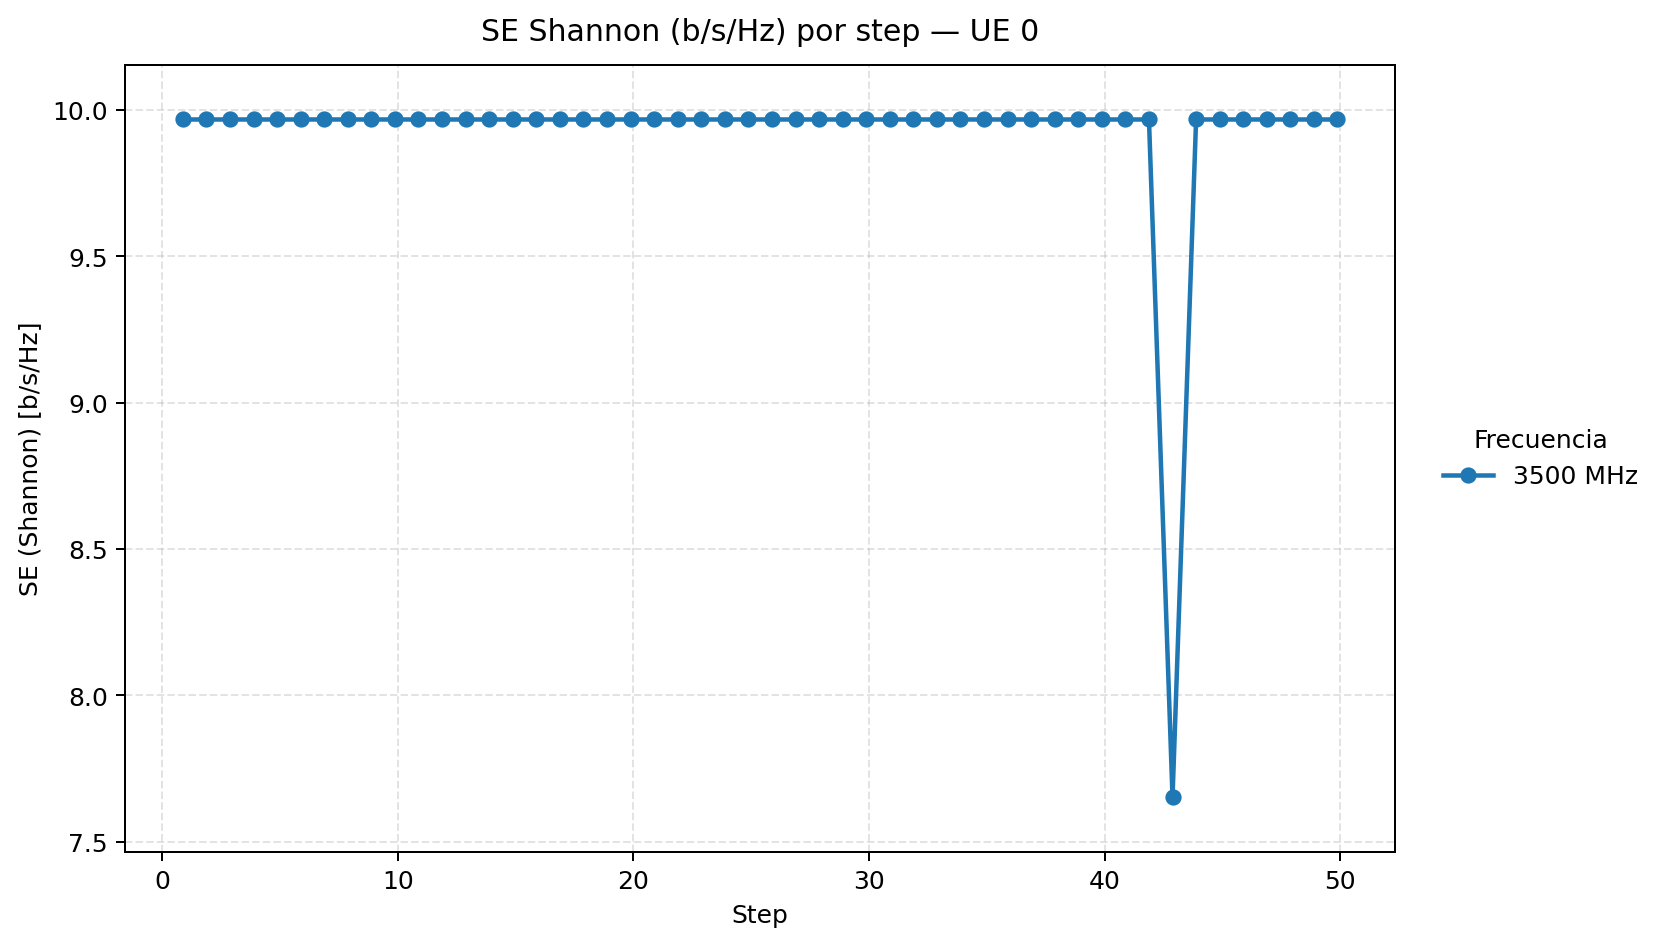 SE Shannon (b/s/Hz) por step — UE 0
SE (Shannon) [b/s/Hz]
10.0
9.5
9.0
8.5
8.0
7.5
0 10 20 30 40 50
Step
Frecuencia
3500 MHz